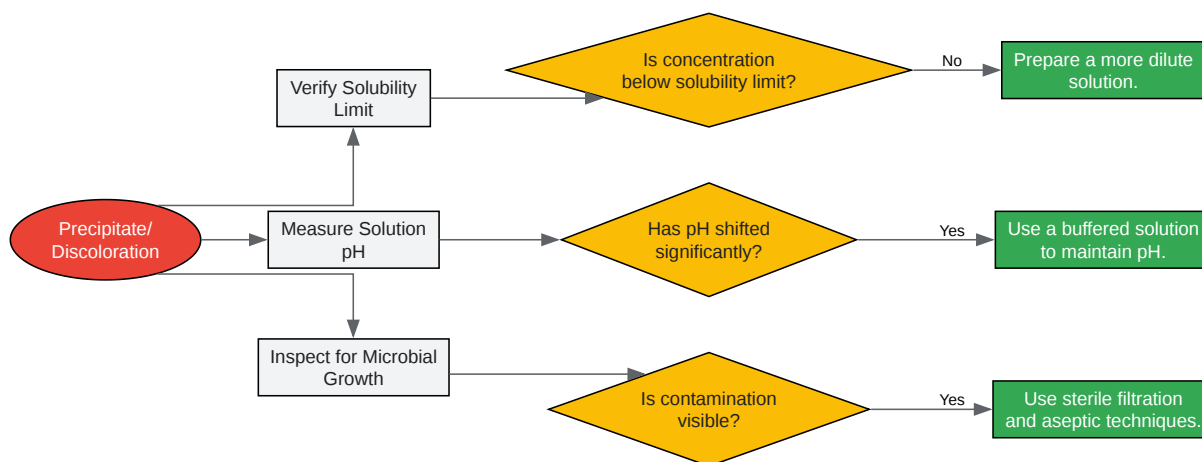 Is concentration
below solubility limit?
No
Prepare a more dilute
solution.
Verify Solubility
Limit
Precipitate/
Discoloration
Measure Solution
pH
Has pH shifted
significantly?
Yes
Use a buffered solution
to maintain pH.
Inspect for Microbial
Growth
Is contamination
visible?
Yes
Use sterile filtration
and aseptic techniques.